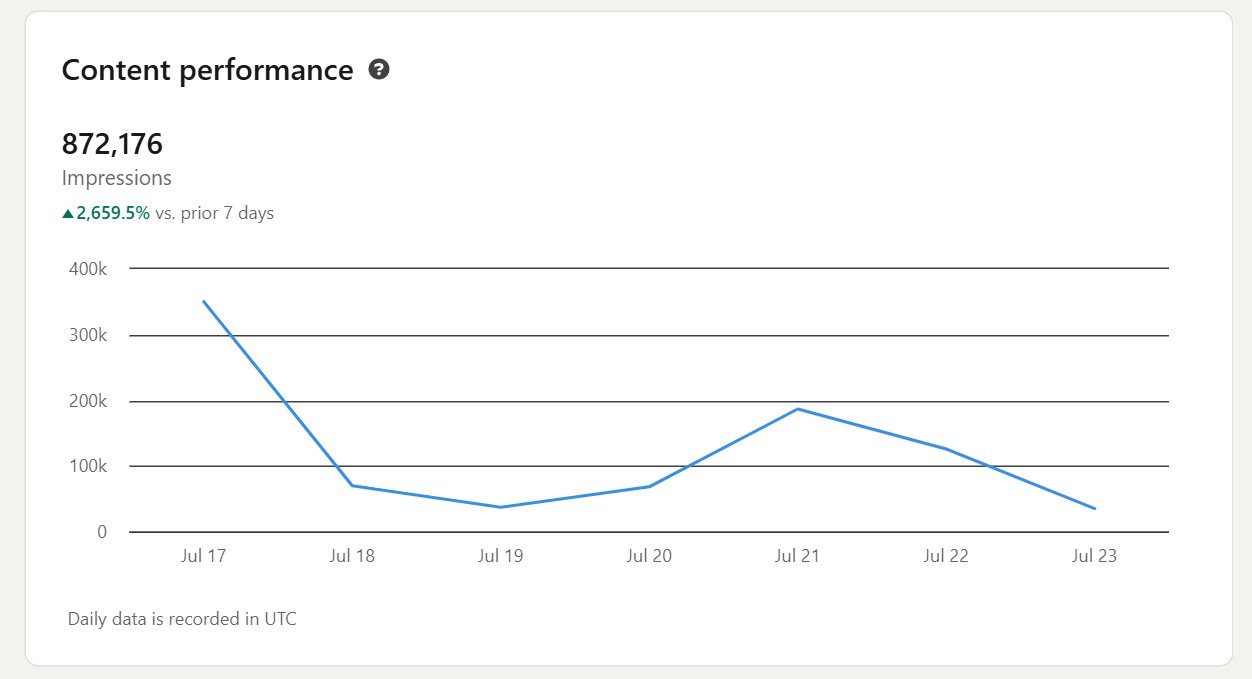 Content performance ?
872,176
Impressions
▲2,659.5% vs. prior 7 days
400k
300k
200k
100k
0
Jul 17 Jul 18 Jul 19 Jul 20 Jul 21 Jul 22 Jul 23
Daily data is recorded in UTC